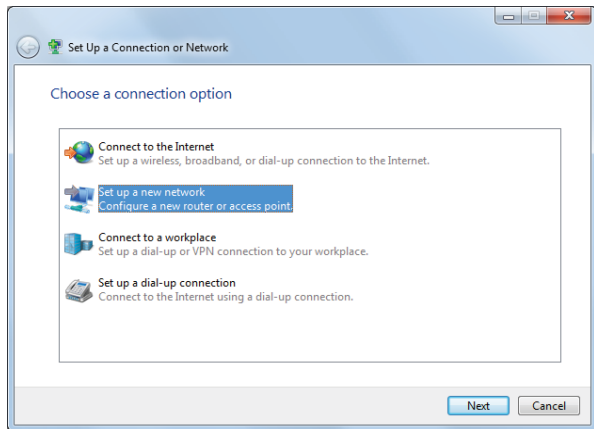 Set Up a Connection or Network
Choose a connection option
Connect to the Internet
Set up a wireless, broadband, or dial-up connection to the Internet.
Set up a new network
Configure a new router or access point.
Connect to a workplace
Set up a dial-up or VPN connection to your workplace.
Set up a dial-up connection
Connect to the Internet using a dial-up connection.
Next Cancel